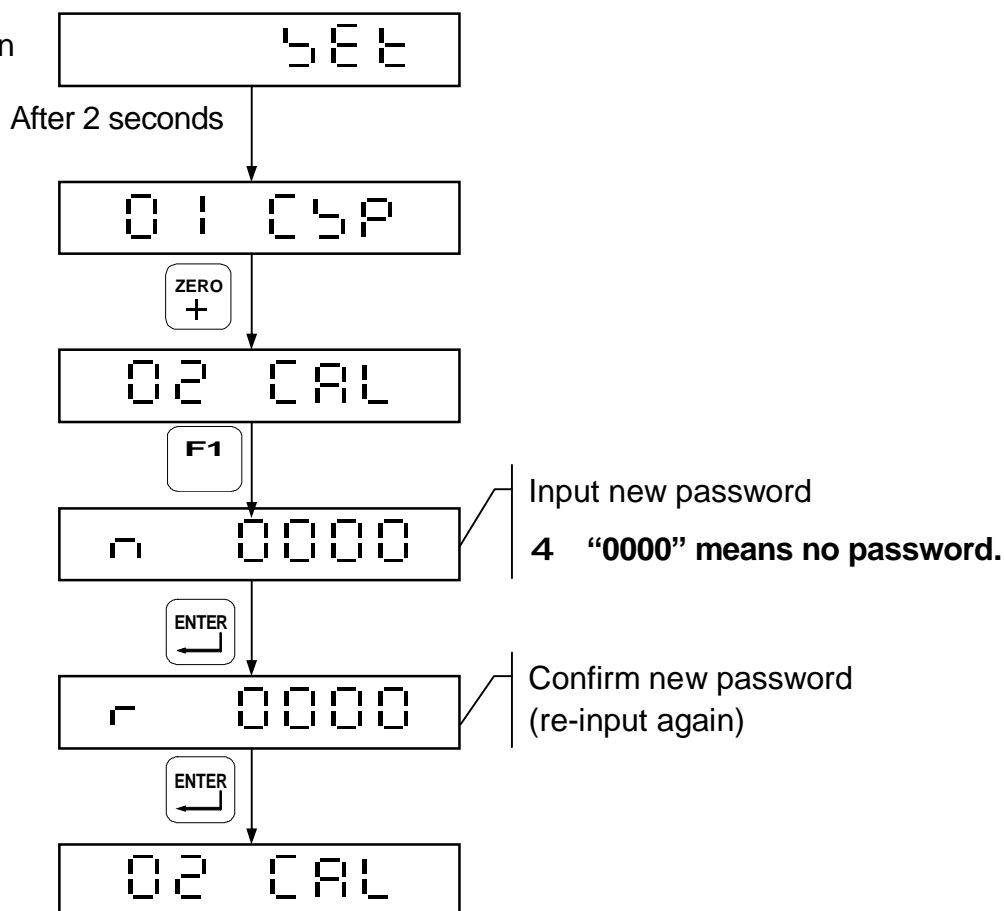 n
SEt
After 2 seconds
01 CSP
ZERO
+
02 CAL
F1
n 0000
Input new password
4 “0000” means no password.
ENTER
r 0000
Confirm new password
(re-input again)
ENTER
02 CAL